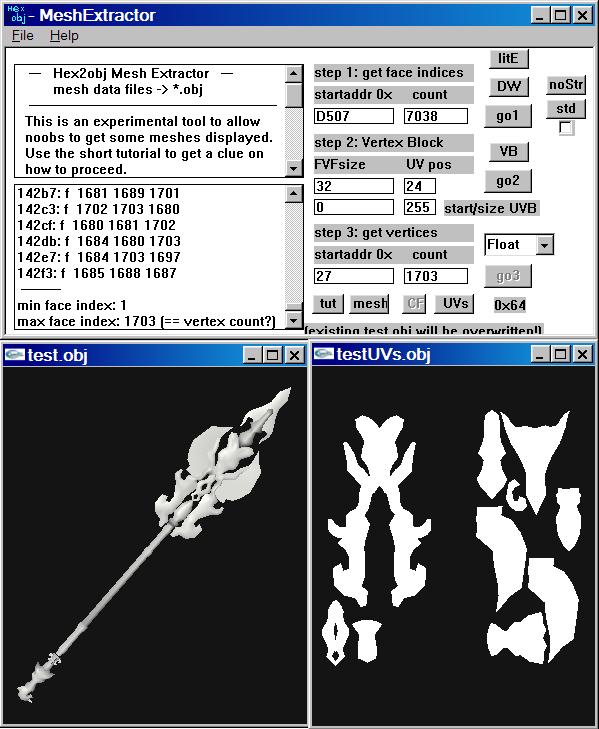 Hex
obj - MeshExtractor
File Help
— Hex2obj Mesh Extractor —
mesh data files -> *.obj
This is an experimental tool to allow
noobs to get some meshes displayed.
Use the short tutorial to get a clue on
how to proceed.
142b7: f 1681 1689 1701
142c3: f 1702 1703 1680
142cf: f 1680 1681 1702
142db: f 1684 1680 1703
142e7: f 1684 1703 1697
142f3: f 1685 1688 1687
min face index: 1
max face index: 1703 (== vertex count?)
step 1: get face indices
startaddr 0x count
D507 7038
step 2: Vertex Block
FVFsize UV pos
32 24
0 255 start/size UVB
step 3: get vertices
startaddr 0x count
27 1703
tut mesh CF UVs
(existing test.obj will be overwritten!)
litE
DW
go1
VB
go2
noStr
std
Float
go3
0x64
test.obj
testUVs.obj